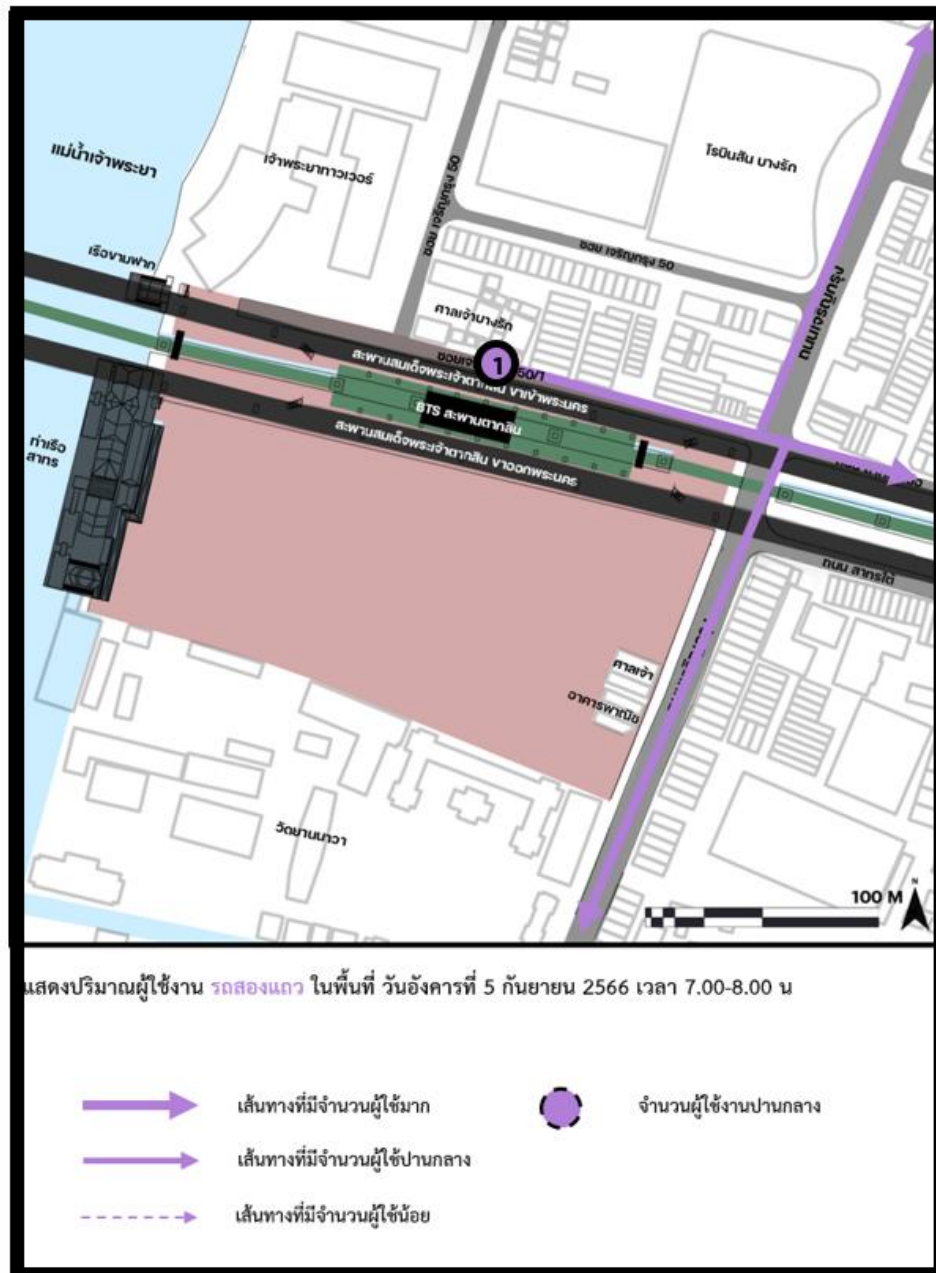 แม่น้ำเจ้าพระยา
เจ้าพระยาทาวเวอร์
ซอย เจริญกรุง 50
โรบินสัน บางรัก
เรือข้ามฟาก
ซอย เจริญกรุง 50
ถนนเจริญกรุง
ศาลเจ้าบางรัก
1
50/1
สะพานสมเด็จพระเจ้าตากสิน ขาเข้าพระนคร
BTS สะพานตากสิน
สะพานสมเด็จพระเจ้าตากสิน ขาออกพระนคร
ท่าเรือ
สาทร
ถนน สาทรใต้
ศาลเจ้า
อาคารพาณิช
วัดยานนาวา
100 M
N
แสดงปริมาณผู้ใช้งาน รถสองแถว ในพื้นที่ วันอังคารที่ 5 กันยายน 2566 เวลา 7.00-8.00 น
เส้นทางที่มีจำนวนผู้ใช้มาก
จำนวนผู้ใช้งานปานกลาง
เส้นทางที่มีจำนวนผู้ใช้ปานกลาง
เส้นทางที่มีจำนวนผู้ใช้น้อย